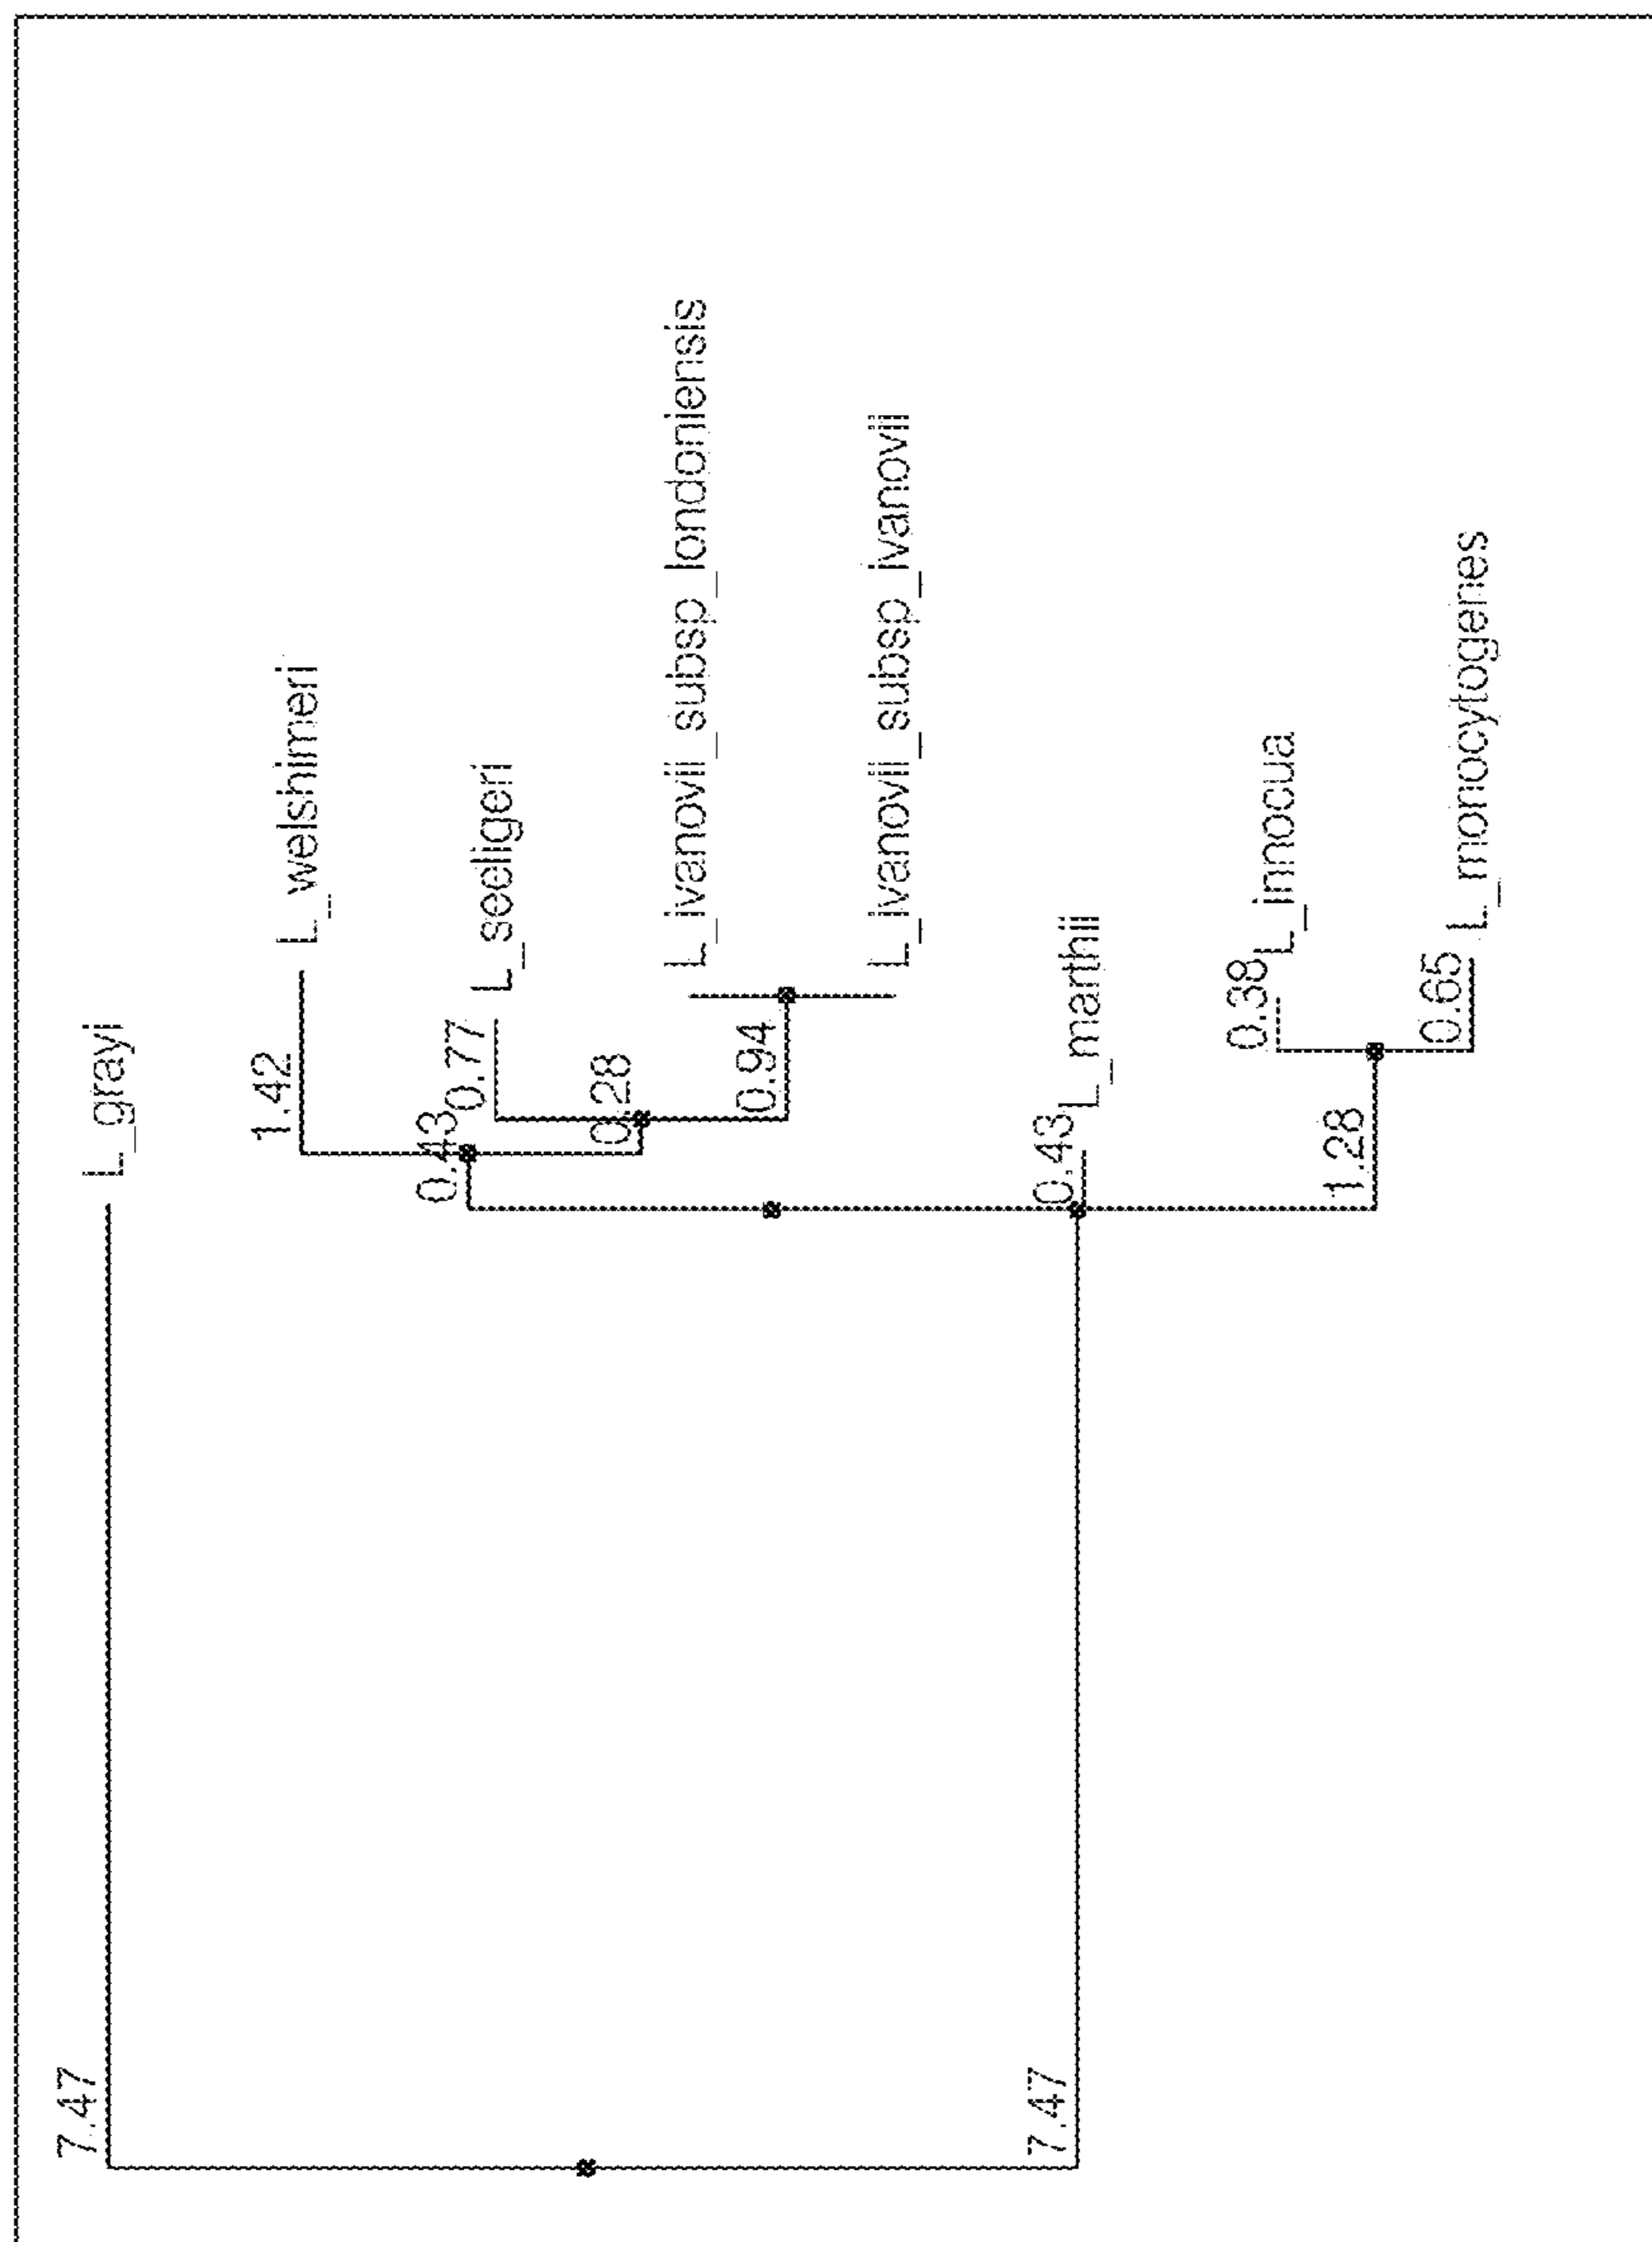 7.47
L_grayi
1.42
L_welshimeri
0.43
0.77
L_seeligeri
0.28
L_ivanovii_subsp_londoniensis
0.94
L_ivanovii_subsp_ivanovii
7.47
0.43
L_marthii
0.38
L_innocua
1.28
0.65
L_monocytogenes